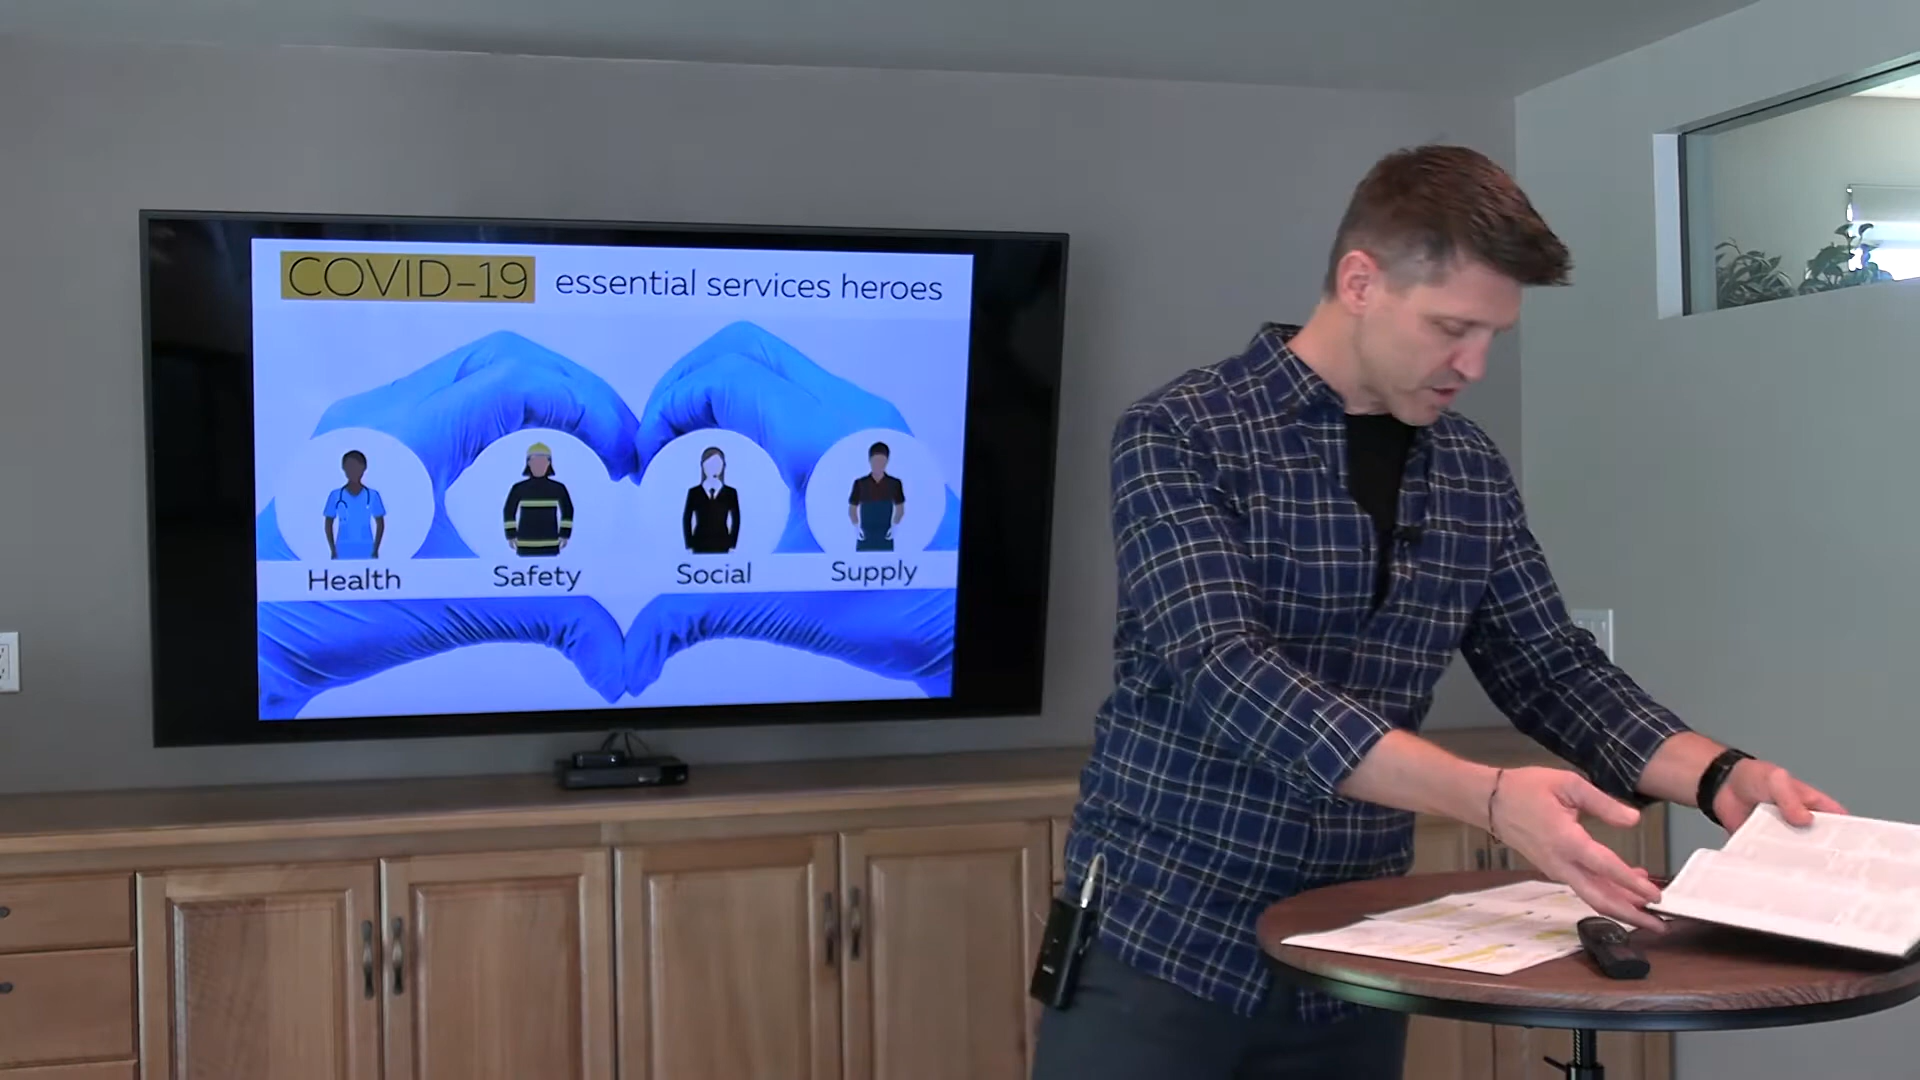 COVID-19 essential services heroes
Health Safety Social Supply